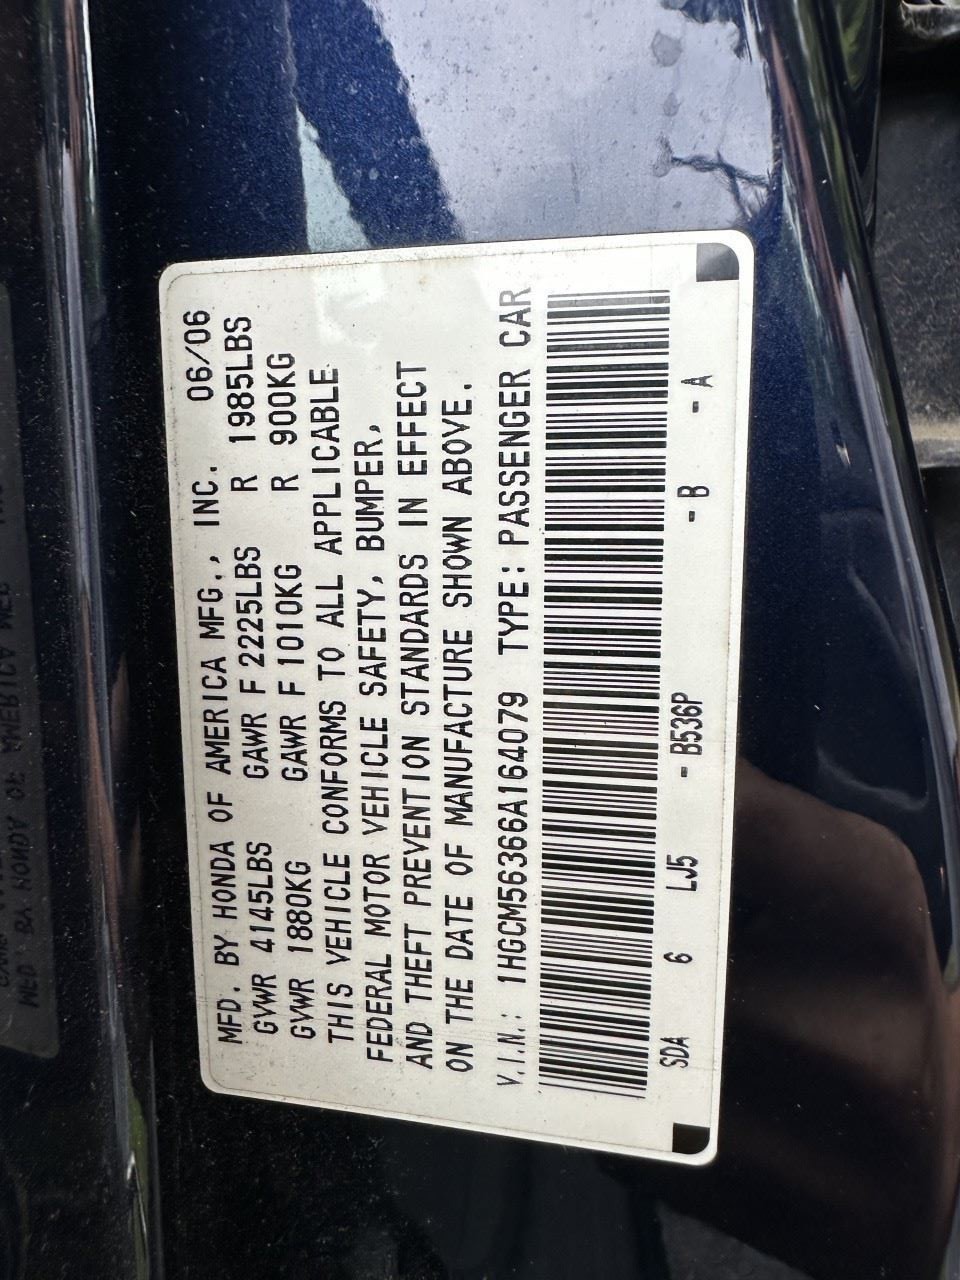 MFD. BY HONDA OF AMERICA MFG., INC. 06/06
GVWR 4145LBS GAWR F 2225LBS R 1985LBS
GVWR 1880KG GAWR F 1010KG R 900KG
THIS VEHICLE CONFORMS TO ALL APPLICABLE
FEDERAL MOTOR VEHICLE SAFETY, BUMPER,
AND THEFT PREVENTION STANDARDS IN EFFECT
ON THE DATE OF MANUFACTURE SHOWN ABOVE.
V.I.N.: 1HGCM56366A164079 TYPE: PASSENGER CAR
SDA 6 LJ5 - B536P - B - A